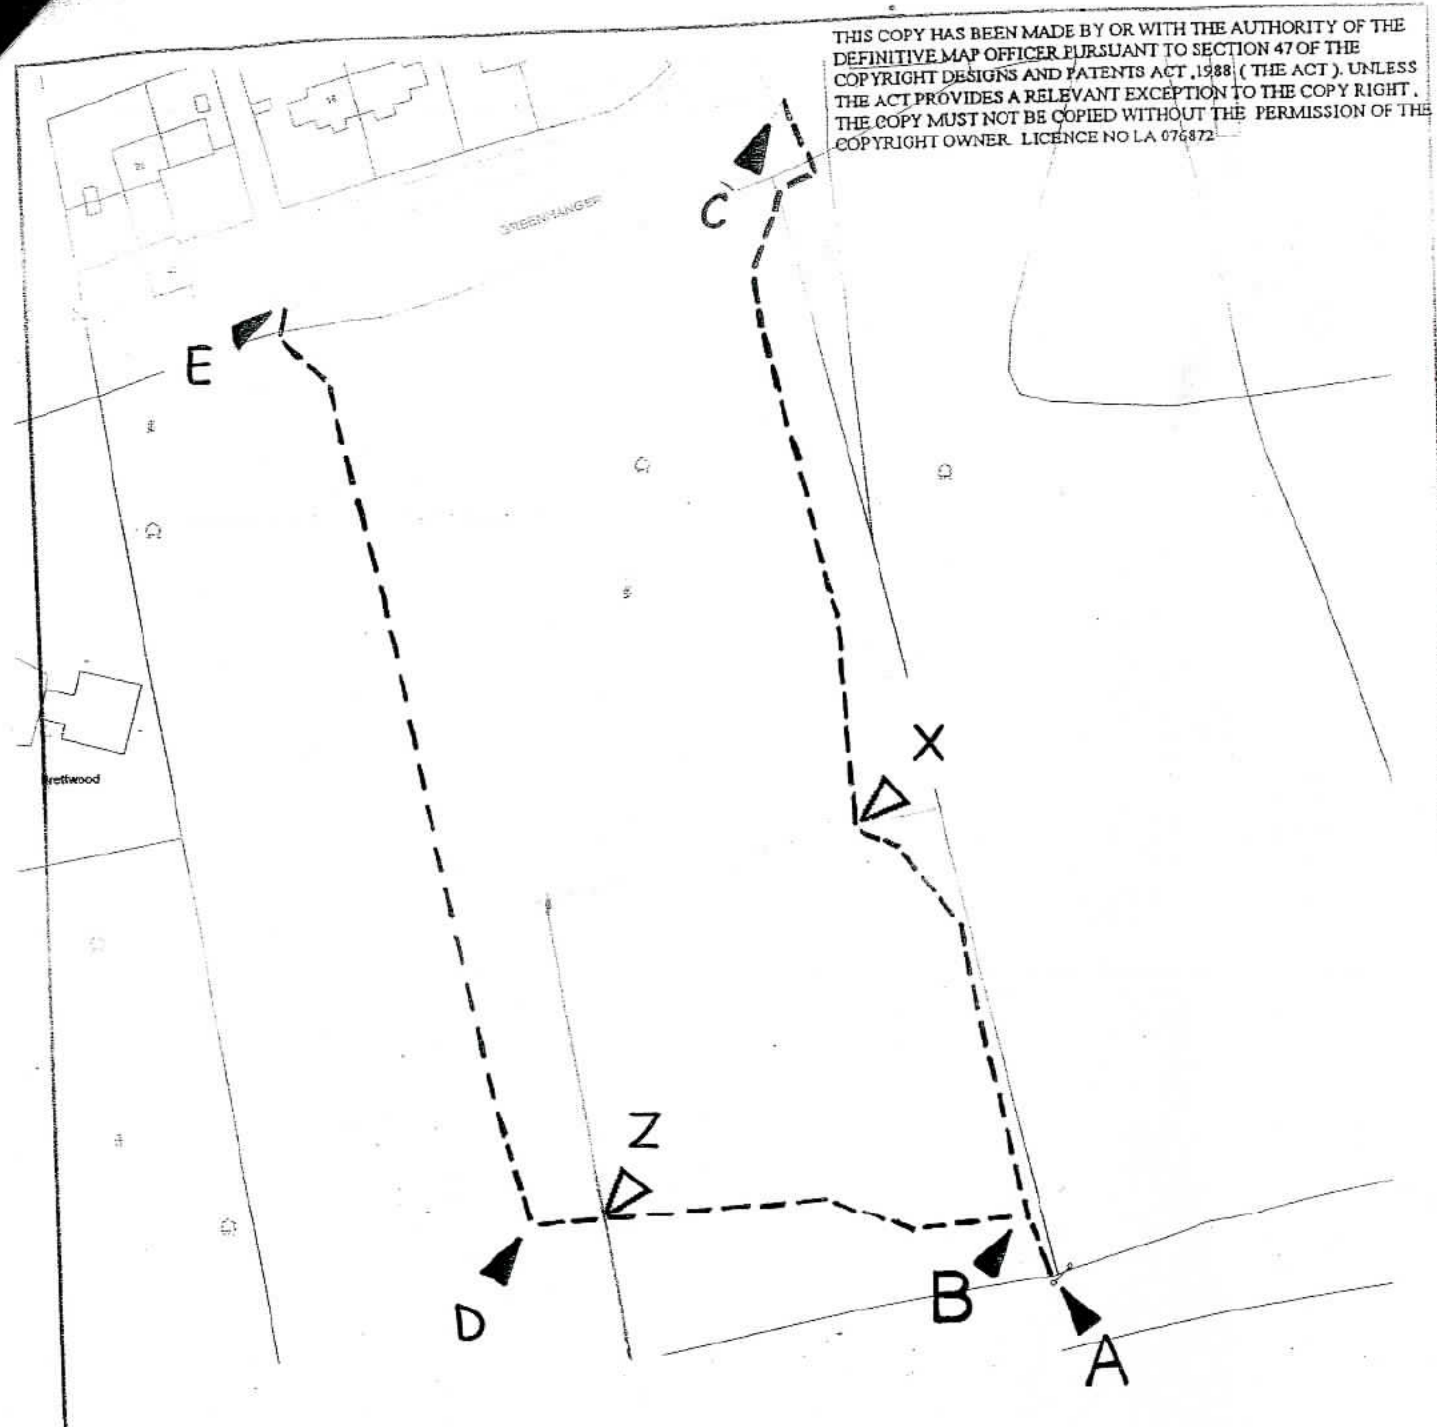 THIS COPY HAS BEEN MADE BY OR WITH THE AUTHORITY OF THE
DEFINITIVE MAP OFFICER PURSUANT TO SECTION 47 OF THE
COPYRIGHT DESIGNS AND PATENTS ACT ,1988 ( THE ACT ). UNLESS
THE ACT PROVIDES A RELEVANT EXCEPTION TO THE COPY RIGHT .
THE COPY MUST NOT BE COPIED WITHOUT THE PERMISSION OF THE
COPYRIGHT OWNER LICENCE NO LA 076872
C
GREENHANGER
E
X
Z
B
D
A